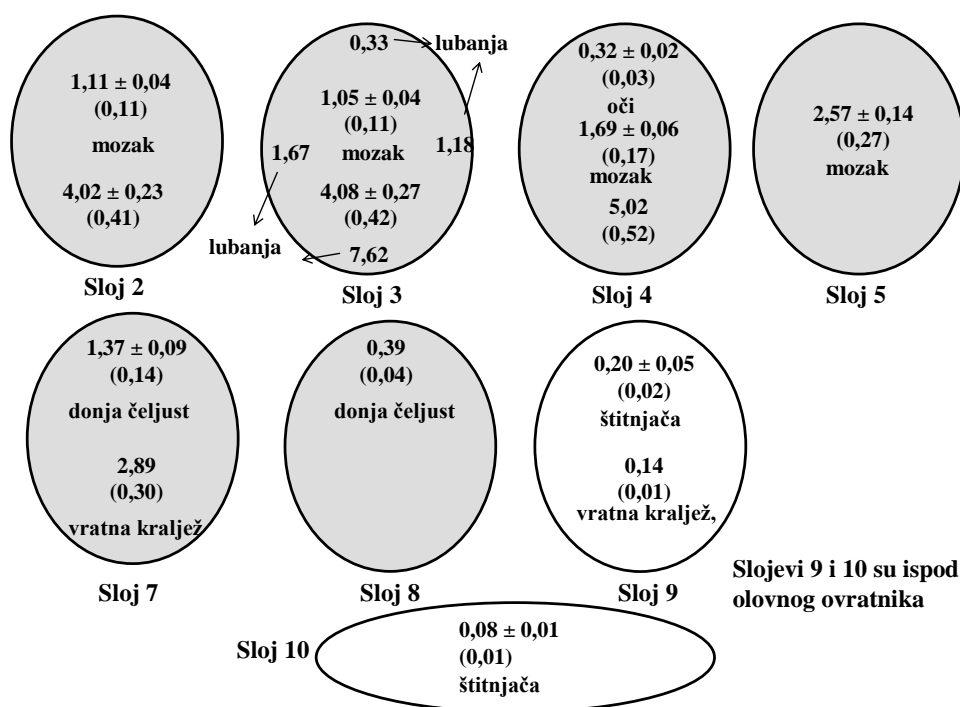 1,11 ± 0,04
(0,11)
mozak
4,02 ± 0,23
(0,41)
Sloj 2
0,33
lubanja
1,05 ± 0,04
(0,11)
1,67
mozak
1,18
4,08 ± 0,27
(0,42)
lubanja
7,62
Sloj 3
0,32 ± 0,02
(0,03)
oči
1,69 ± 0,06
(0,17)
mozak
5,02
(0,52)
Sloj 4
2,57 ± 0,14
(0,27)
mozak
Sloj 5
1,37 ± 0,09
(0,14)
donja čeljust
2,89
(0,30)
vratna kraljež
Sloj 7
0,39
(0,04)
donja čeljust
Sloj 8
0,20 ± 0,05
(0,02)
štitnjača
0,14
(0,01)
vratna kraljež,
Sloj 9
Slojevi 9 i 10 su ispod
olovnog ovratnika
Sloj 10
0,08 ± 0,01
(0,01)
štitnjača